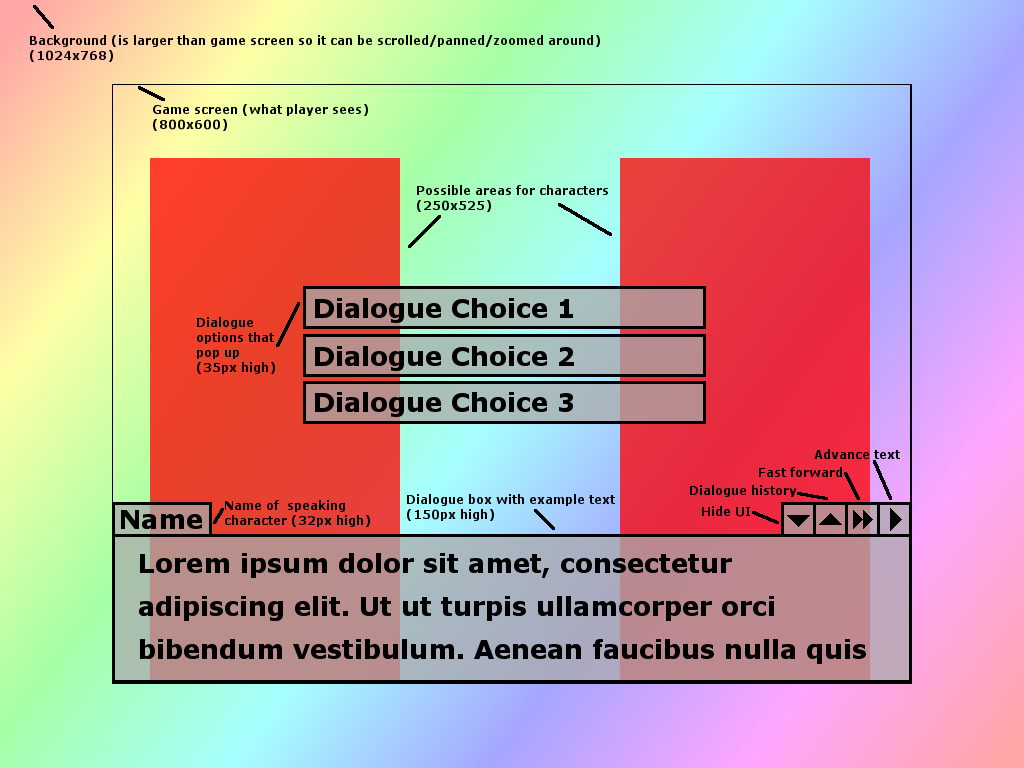 Background (is larger than game screen so it can be scrolled/panned/zoomed around)
(1024x768)
Game screen (what player sees)
(800x600)
Possible areas for characters
(250x525)
Dialogue
options that
pop up
(35px high)
Dialogue Choice 1
Dialogue Choice 2
Dialogue Choice 3
Advance text
Fast forward
Dialogue history
Hide UI
Name of speaking
character (32px high)
Dialogue box with example text
(150px high)
Name
Lorem ipsum dolor sit amet, consectetur
adipiscing elit. Ut ut turpis ullamcorper orci
bibendum vestibulum. Aenean faucibus nulla quis